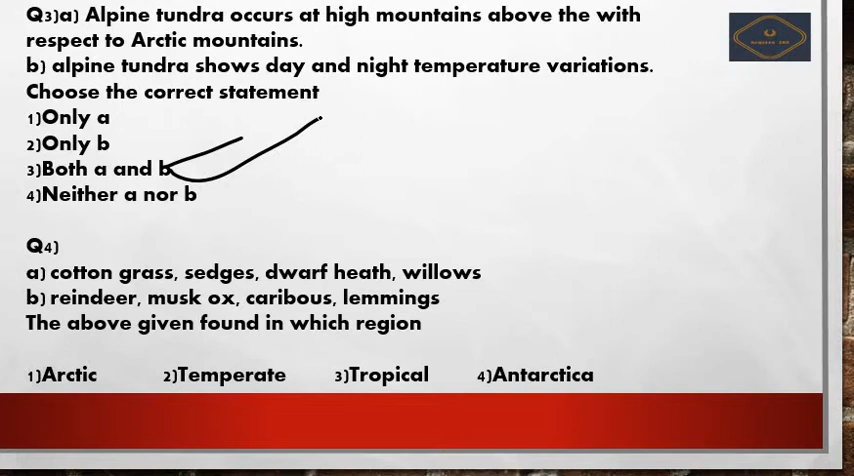 Q3)a) Alpine tundra occurs at high mountains above the with
respect to Arctic mountains.
b) alpine tundra shows day and night temperature variations.
Choose the correct statement
1)Only a
2)Only b
3)Both a and b
4)Neither a nor b
Q4)
a) cotton grass, sedges, dwarf heath, willows
b) reindeer, musk ox, caribous, lemmings
The above given found in which region
1)Arctic 2)Temperate 3)Tropical 4)Antarctica